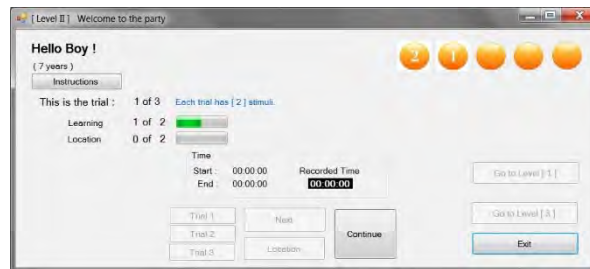 [ Level II ] Welcome to the party
Hello Boy !
( 7 years )
Instructions
2 1
This is the trial : 1 of 3 Each trial has [ 2 ] stimuli.
Learning 1 of 2
Location 0 of 2
Time
Start : 00:00:00 Recorded Time
End : 00:00:00 00:00:00
Go to Level [ 1 ]
Trial 1 Next
Continue
Go to Level [ 3 ]
Trial 2
Trial 3 Location
Exit